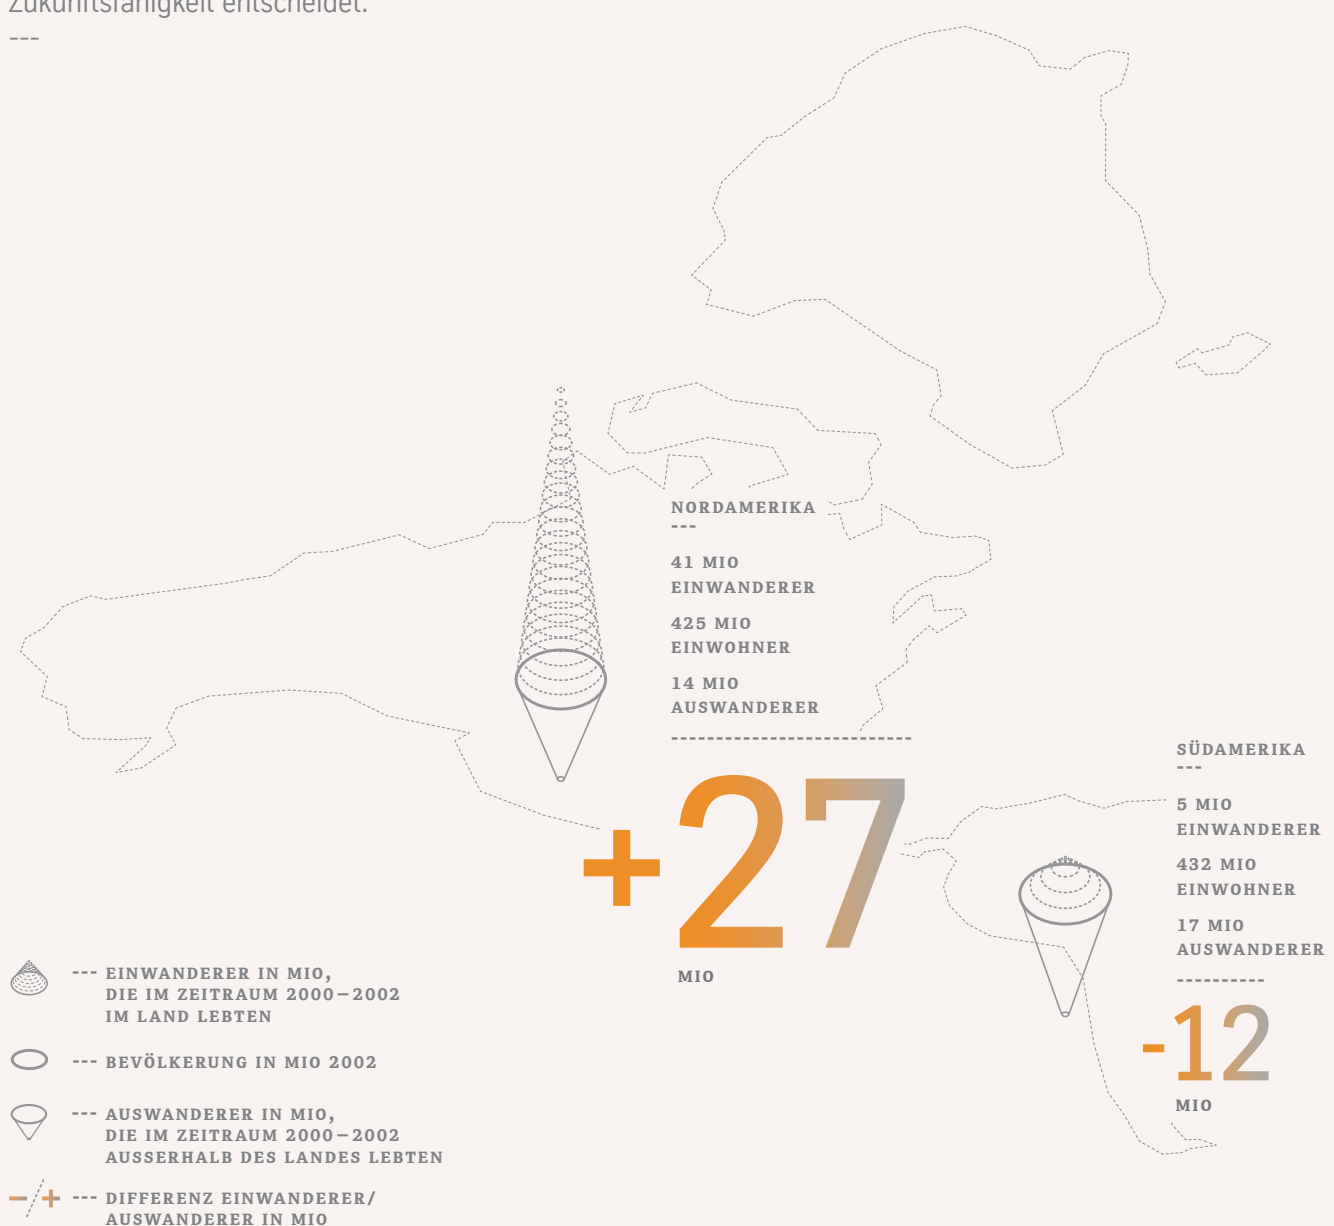 Zukunftsfähigkeit entscheidet.
---
NORDAMERIKA
---
41 MIO
EINWANDERER
425 MIO
EINWOHNER
14 MIO
AUSWANDERER
+27
MIO
SÜDAMERIKA
---
5 MIO
EINWANDERER
432 MIO
EINWOHNER
17 MIO
AUSWANDERER
-12
MIO
--- EINWANDERER IN MIO,
DIE IM ZEITRAUM 2000–2002
IM LAND LEBTEN
--- BEVÖLKERUNG IN MIO 2002
--- AUSWANDERER IN MIO,
DIE IM ZEITRAUM 2000–2002
AUSSERHALB DES LANDES LEBTEN
-/+ --- DIFFERENZ EINWANDERER/
AUSWANDERER IN MIO